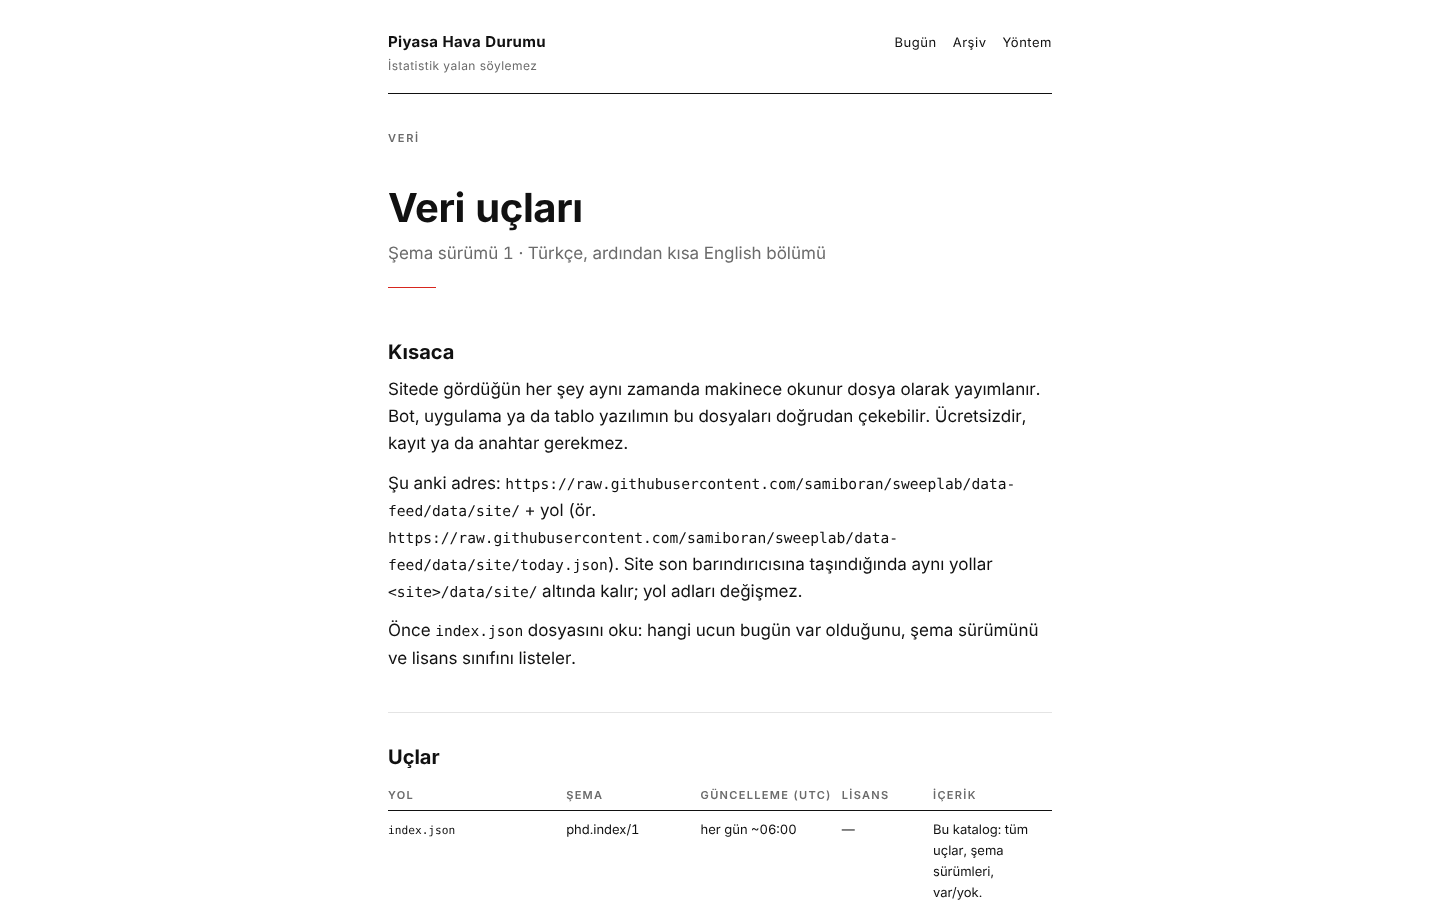 Piyasa Hava Durumu
İstatistik yalan söylemez
Bugün Arşiv Yöntem
VERİ
Veri uçları
Şema sürümü 1 · Türkçe, ardından kısa English bölümü
Kısaca
Sitede gördüğün her şey aynı zamanda makinece okunur dosya olarak yayımlanır.
Bot, uygulama ya da tablo yazılımın bu dosyaları doğrudan çekebilir. Ücretsizdir,
kayıt ya da anahtar gerekmez.
Şu anki adres: https://raw.githubusercontent.com/samiboran/sweeplab/data-
feed/data/site/ + yol (ör.
https://raw.githubusercontent.com/samiboran/sweeplab/data-
feed/data/site/today.json). Site son barındırıcısına taşındığında aynı yollar
<site>/data/site/ altında kalır; yol adları değişmez.
Önce index.json dosyasını oku: hangi ucun bugün var olduğunu, şema sürümünü
ve lisans sınıfını listeler.
Uçlar
YOL ŞEMA GÜNCELLEME (UTC) LİSANS İÇERİK
index.json phd.index/1 her gün ~06:00 — Bu katalog: tüm
uçlar, şema
sürümleri,
var/yok.